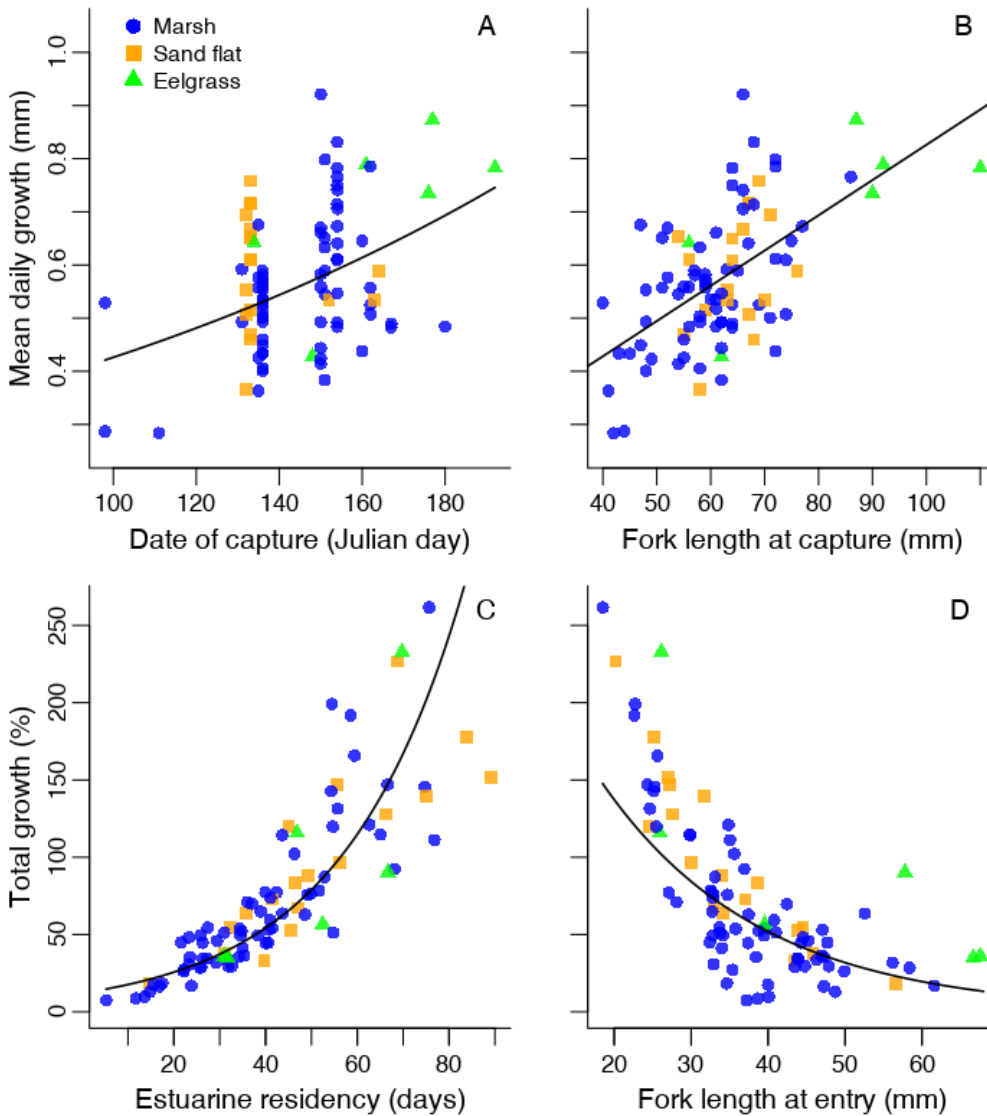 A
Marsh
Sand flat
Eelgrass
Mean daily growth (mm)
0.4 0.6 0.8 1.0
100 120 140 160 180
Date of capture (Julian day)
B
40 50 60 70 80 90 100
Fork length at capture (mm)
C
Total growth (%)
0 50 100 150 200 250
20 40 60 80
Estuarine residency (days)
D
20 30 40 50 60
Fork length at entry (mm)